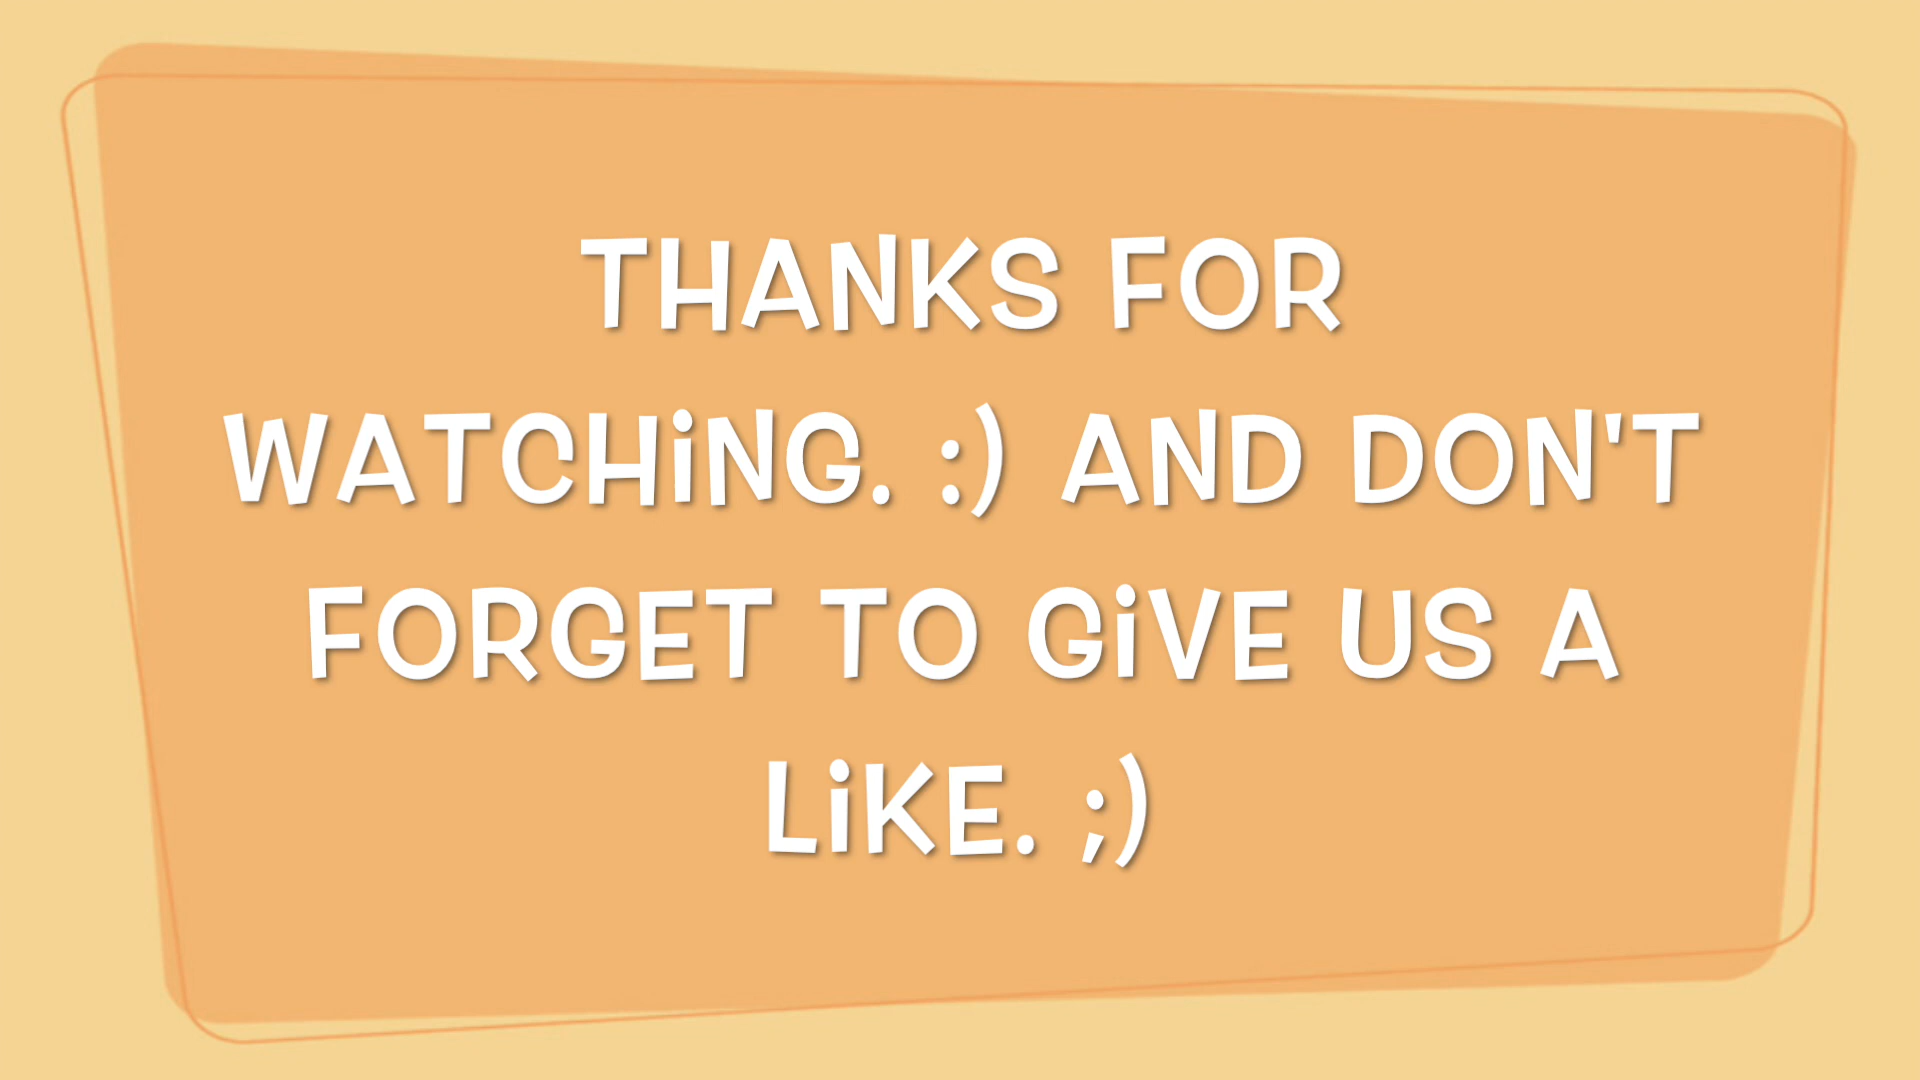 THANKS FOR
WATCHiNG. :) AND DON'T
FORGET TO GiVE US A
LiKE. ;)